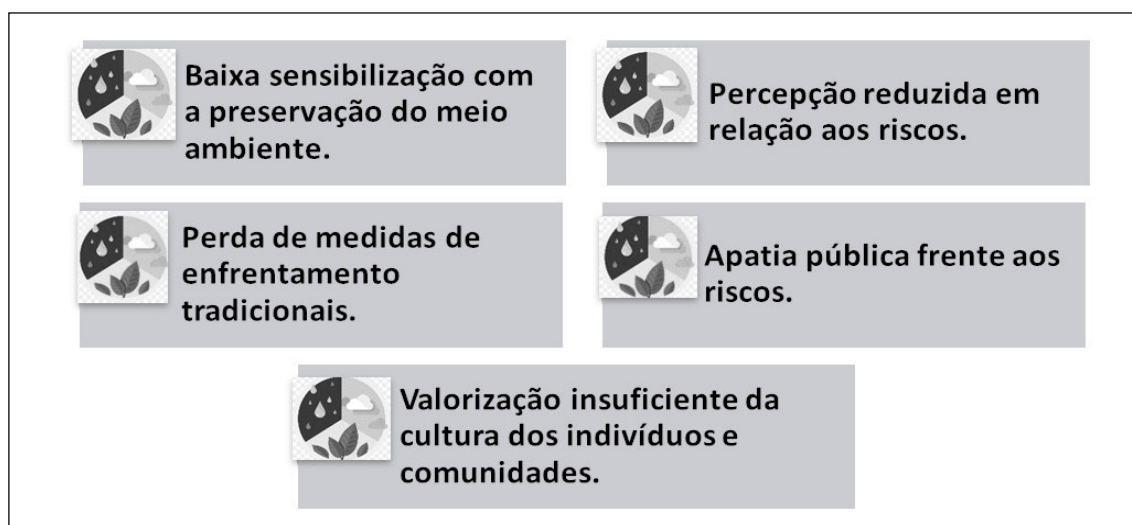 Baixa sensibilização com
a preservação do meio
ambiente.
Percepção reduzida em
relação aos riscos.
Perda de medidas de
enfrentamento
tradicionais.
Apatia pública frente aos
riscos.
Valorização insuficiente da
cultura dos indivíduos e
comunidades.